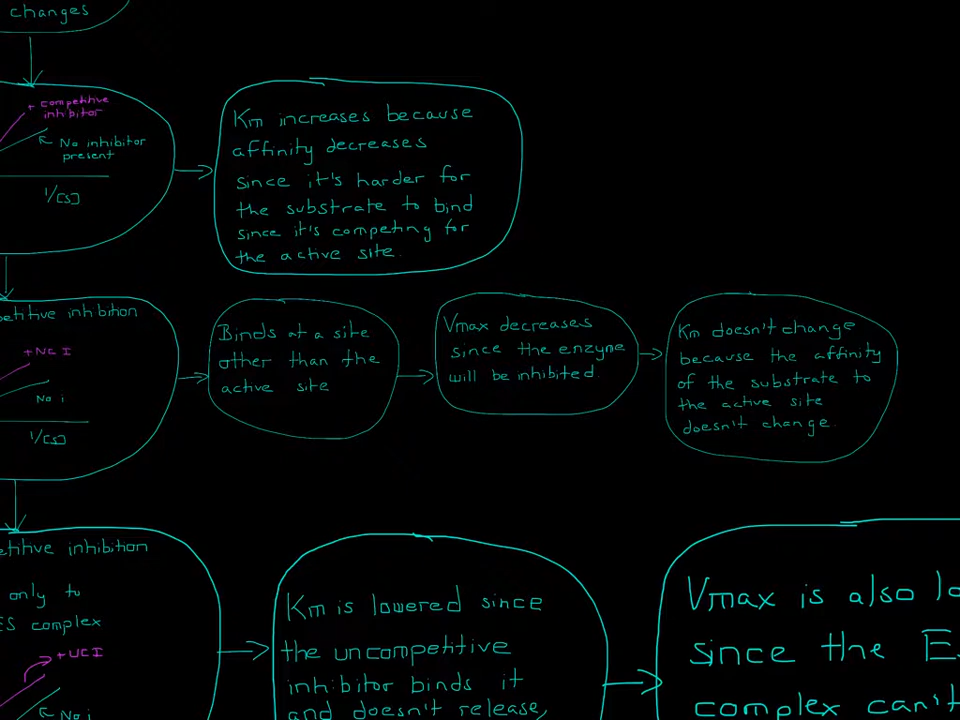 changes
+ competitive
inhibitor
No inhibitor
present
1/[S]
Km increases because
affinity decreases
since it's harder for
the substrate to bind
since it's competing for
the active site.
etitive inhibition
+NCI
No i
1/[S]
Binds at a site
other than the
active site
Vmax decreases
since the enzyme
will be inhibited.
Km doesn't change
because the affinity
of the substrate to
the active site
doesn't change.
etitive inhibition
only to
ES complex
+UCI
No i
Km is lowered since
the uncompetitive
inhibitor binds it
and doesn't release,
Vmax is also lo
since the E
complex can't